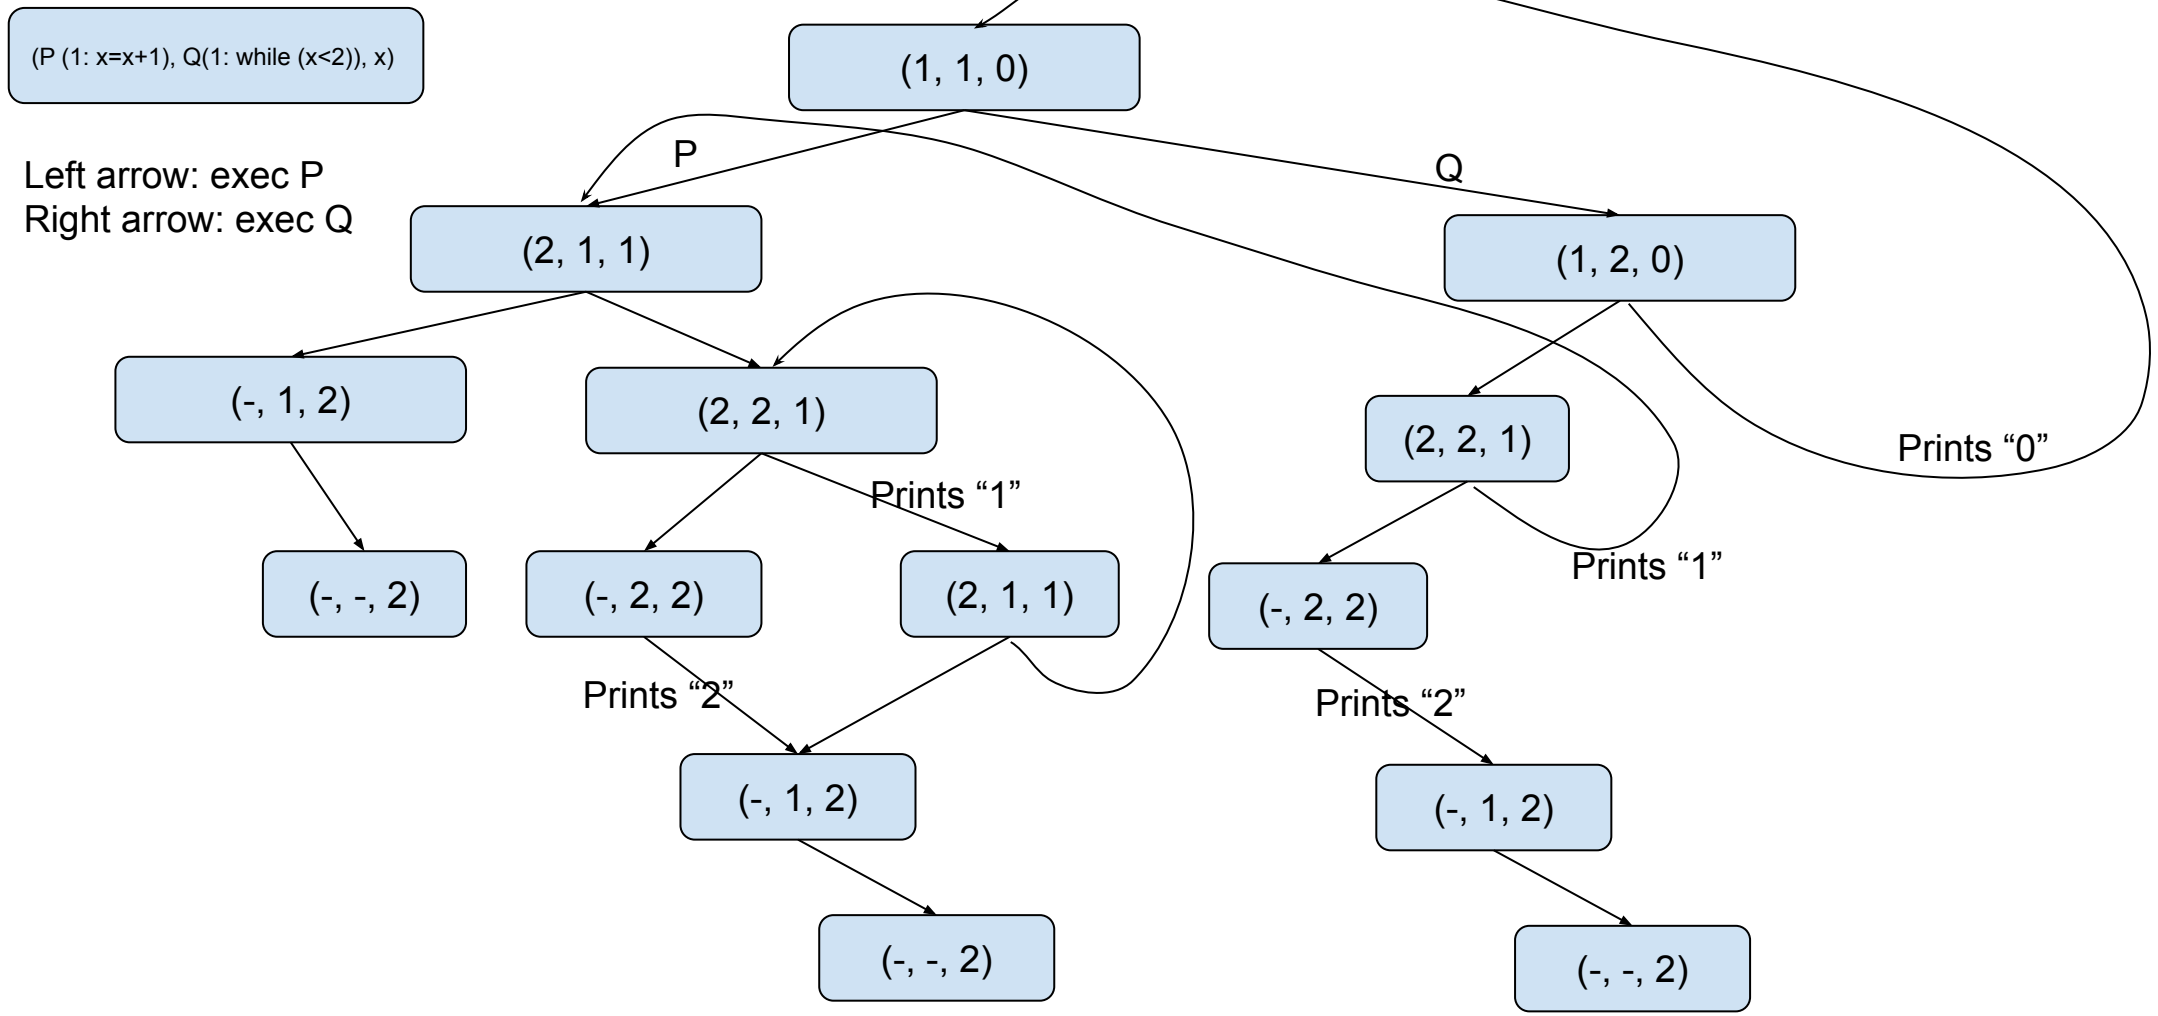 (P (1: x=x+1), Q(1: while (x<2)), x)
(1, 1, 0)
Left arrow: exec P
Right arrow: exec Q
P
Q
(2, 1, 1)
(1, 2, 0)
(-, 1, 2)
(2, 2, 1)
(2, 2, 1)
Prints “0”
Prints “1”
Prints “1”
(-, -, 2)
(-, 2, 2)
(2, 1, 1)
(-, 2, 2)
Prints “2”
Prints “2”
(-, 1, 2)
(-, 1, 2)
(-, -, 2)
(-, -, 2)